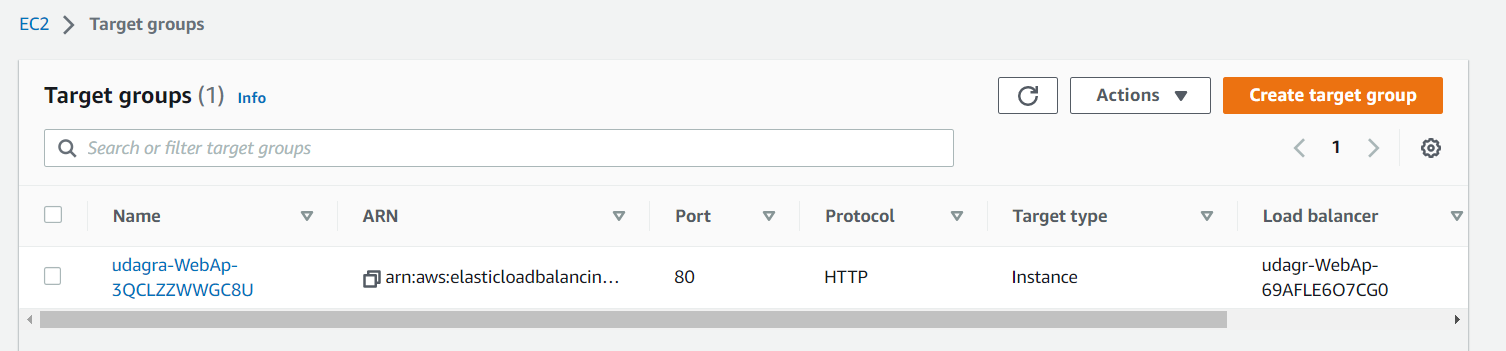 EC2 > Target groups
Target groups (1) Info
Actions
Create target group
Search or filter target groups
1
Name ARN Port Protocol Target type Load balancer
udagra-WebAp- arn:aws:elasticloadbalancin… 80 HTTP Instance udagr-WebAp-
3QCLZZWWGC8U 69AFLE6O7CG0